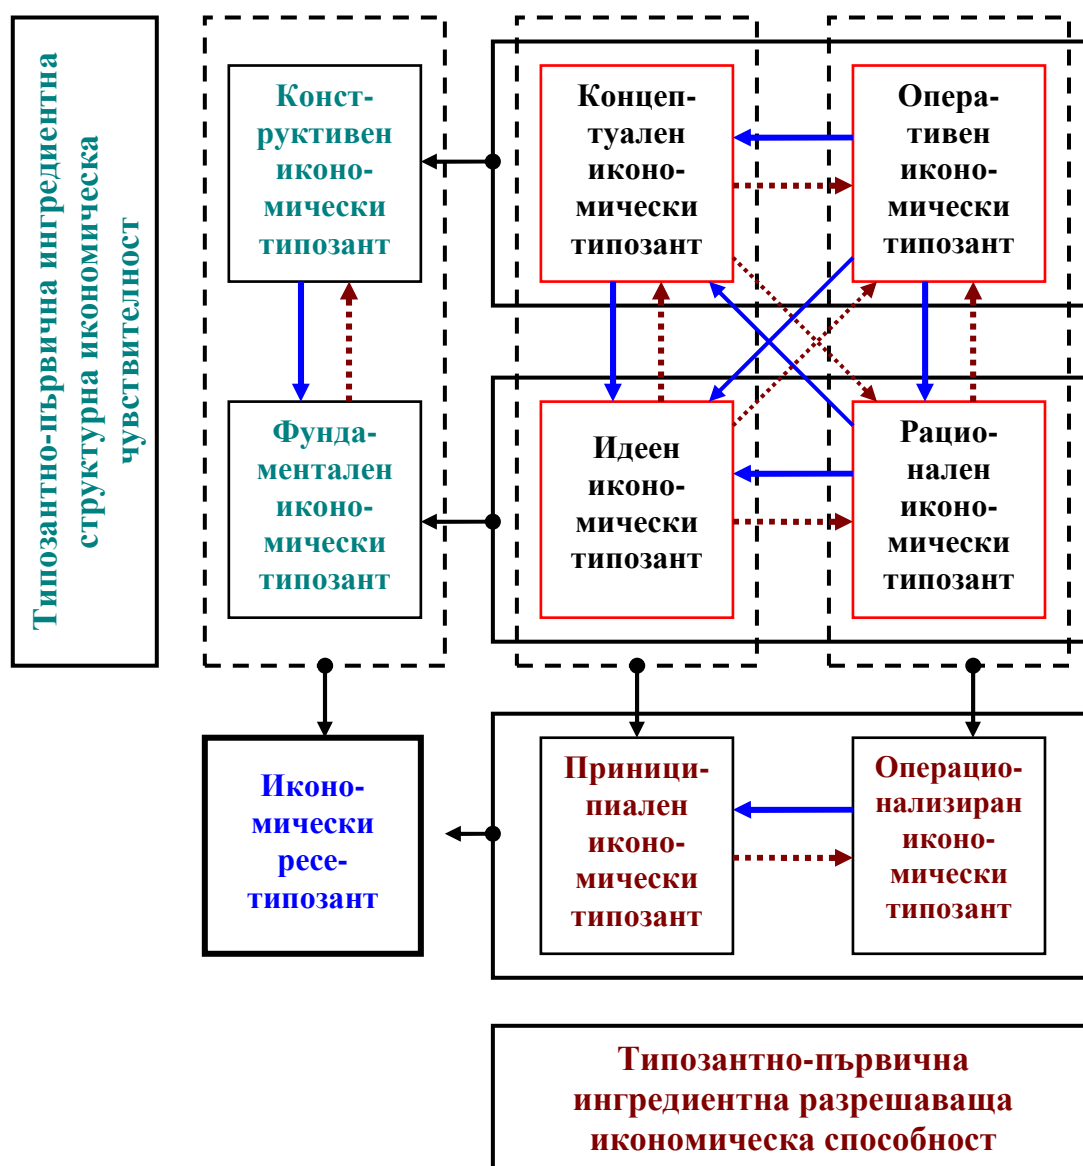 Типозантно-първична ингредиентна
структурна икономическа
чувствителност
Конст-
руктивен
иконо-
мически
типозант
Концеп-
туален
иконо-
мически
типозант
Опера-
тивен
иконо-
мически
типозант
Фунда-
ментален
иконо-
мически
типозант
Идеен
иконо-
мически
типозант
Рацио-
нален
иконо-
мически
типозант
Иконо-
мически
ресе-
типозант
Приници-
пиален
иконо-
мически
типозант
Операцио-
нализиран
иконо-
мически
типозант
Типозантно-първична
ингредиентна разрешаваща
икономическа способност